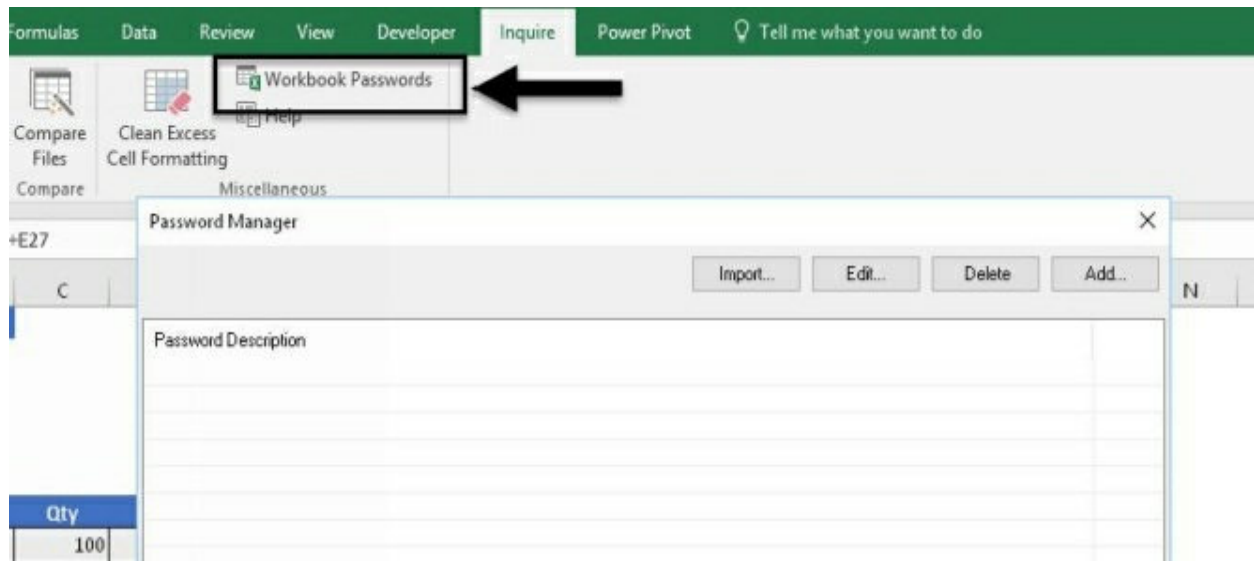 Formulas Data Review View Developer Inquire Power Pivot Tell me what you want to do
Workbook Passwords
Help
Compare
Files
Clean Excess
Cell Formatting
Compare Miscellaneous
Password Manager
+E27
Import... Edit... Delete Add...
C N
Password Description
Qty
100